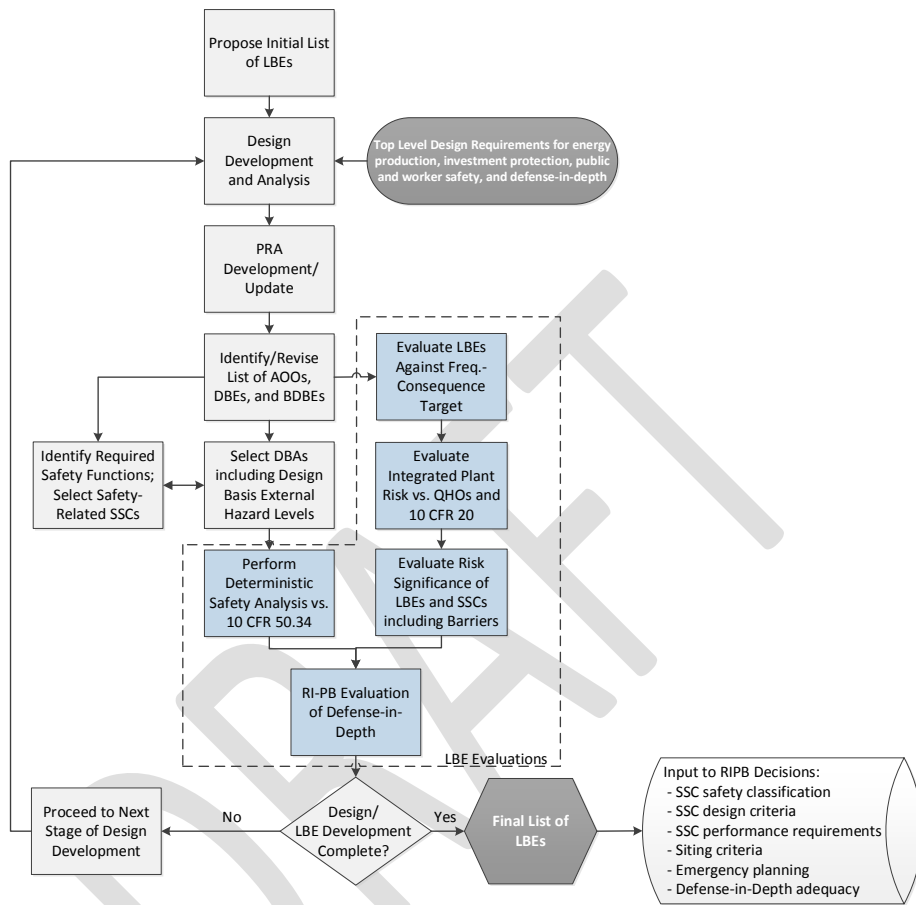 Propose Initial List
of LBEs
Design
Development
and Analysis
Top Level Design Requirements for energy
production, investment protection, public
and worker safety, and defense-in-depth
PRA
Development/
Update
Identify/Revise
List of AOOs,
DBEs, and BDBEs
Evaluate LBEs
Against Freq.-
Consequence
Target
Identify Required
Safety Functions;
Select Safety-
Related SSCs
Select DBAs
including Design
Basis External
Hazard Levels
Evaluate
Integrated Plant
Risk vs. QHOs and
10 CFR 20
Perform
Deterministic
Safety Analysis vs.
10 CFR 50.34
Evaluate Risk
Significance of
LBEs and SSCs
including Barriers
RI-PB Evaluation
of Defense-in-
Depth
LBE Evaluations
Proceed to Next
Stage of Design
Development
No
Design/
LBE Development
Complete?
Yes
Final List of
LBEs
Input to RIPB Decisions:
- SSC safety classification
- SSC design criteria
- SSC performance requirements
- Siting criteria
- Emergency planning
- Defense-in-Depth adequacy
DRAFT